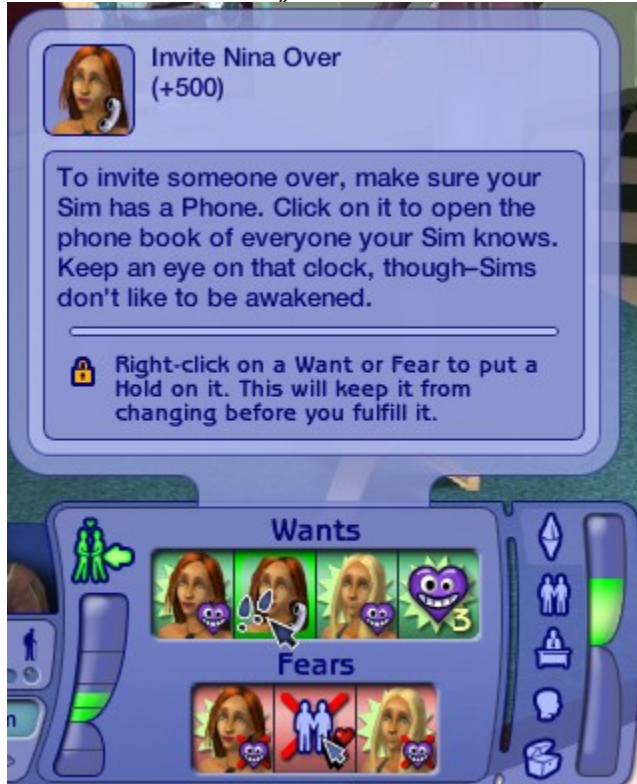 Invite Nina Over
(+500)
To invite someone over, make sure your
Sim has a Phone. Click on it to open the
phone book of everyone your Sim knows.
Keep an eye on that clock, though–Sims
don't like to be awakened.
Right-click on a Want or Fear to put a
Hold on it. This will keep it from
changing before you fulfill it.
Wants
3
Fears